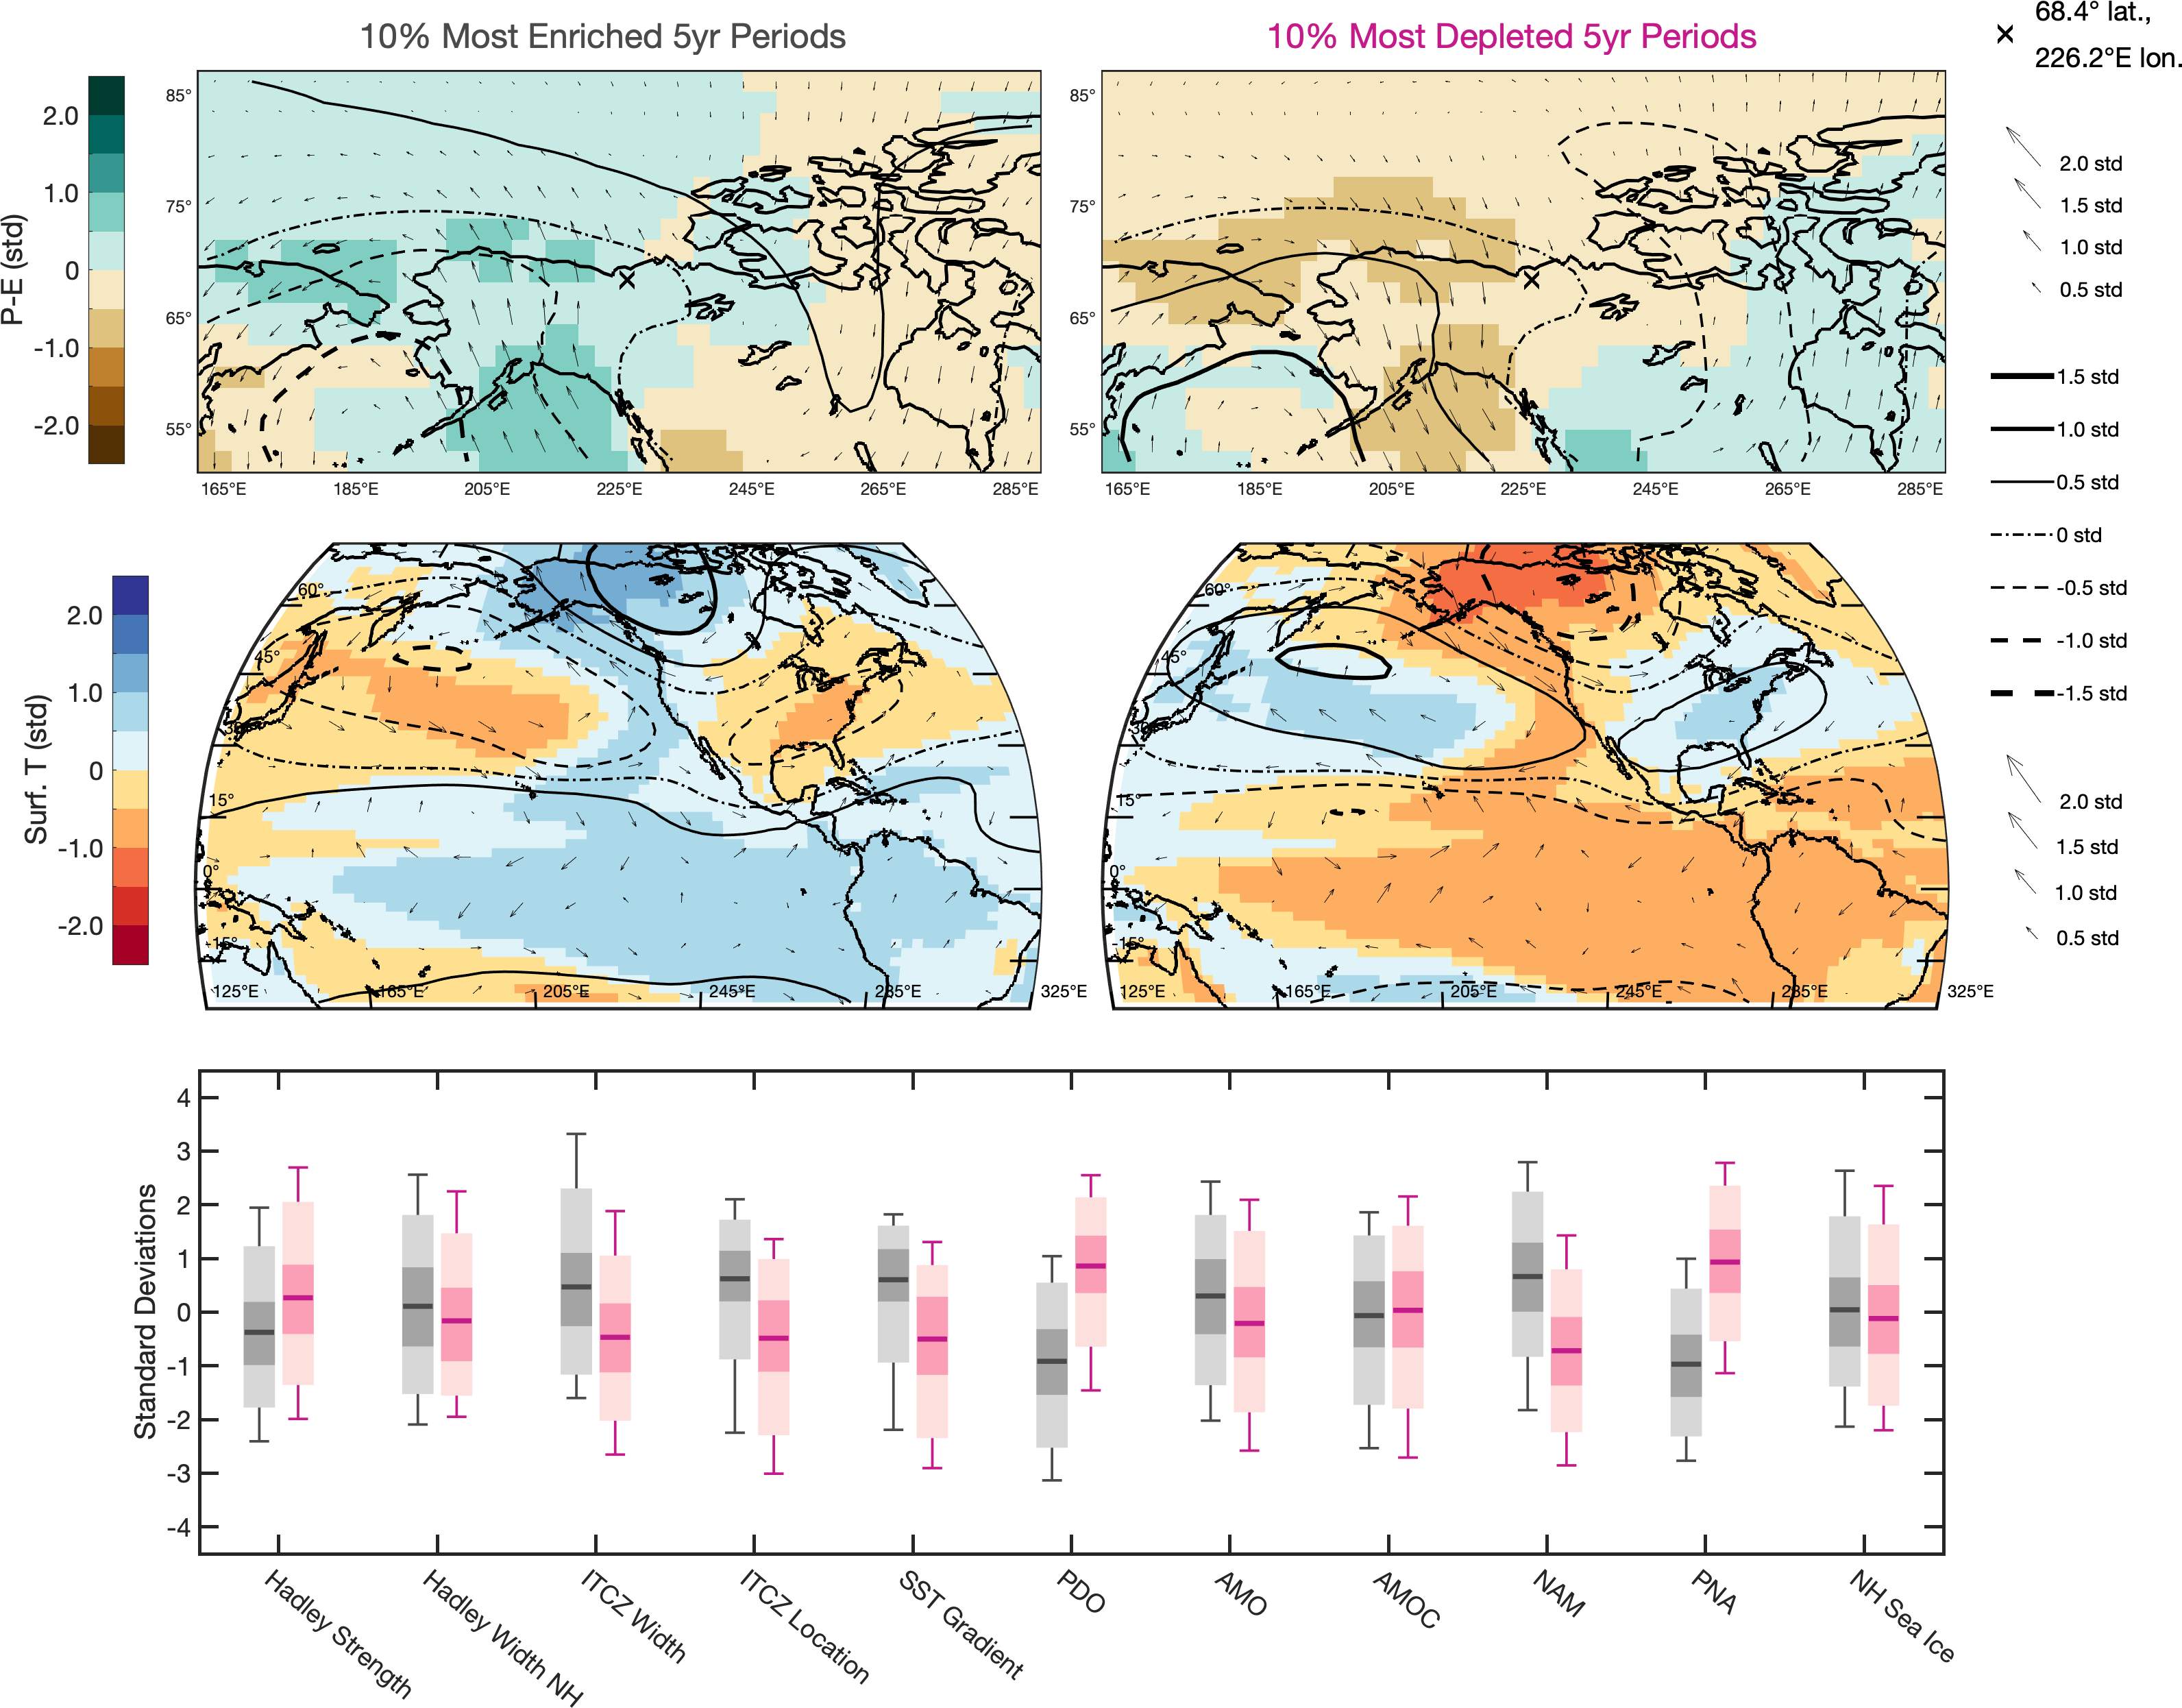 10% Most Enriched 5yr Periods
10% Most Depleted 5yr Periods
68.4° lat.,
226.2°E lon.
P-E (std)
2.0
1.0
0
-1.0
-2.0
85°
75°
65°
55°
165°E 185°E 205°E 225°E 245°E 265°E 285°E
85°
75°
65°
55°
165°E 185°E 205°E 225°E 245°E 265°E 285°E
2.0 std
1.5 std
1.0 std
0.5 std
1.5 std
1.0 std
0.5 std
0 std
-0.5 std
-1.0 std
-1.5 std
Surf. T (std)
2.0
1.0
0
-1.0
-2.0
60°
45°
30°
15°
0°
-15°
125°E 165°E 205°E 245°E 285°E 325°E
60°
45°
30°
15°
0°
-15°
125°E 165°E 205°E 245°E 285°E 325°E
2.0 std
1.5 std
1.0 std
0.5 std
Standard Deviations
4
3
2
1
0
-1
-2
-3
-4
Hadley Strength
Hadley Width NH
ITCZ Width
ITCZ Location
SST Gradient
PDO
AMO
AMOC
NAM
PNA
NH Sea Ice